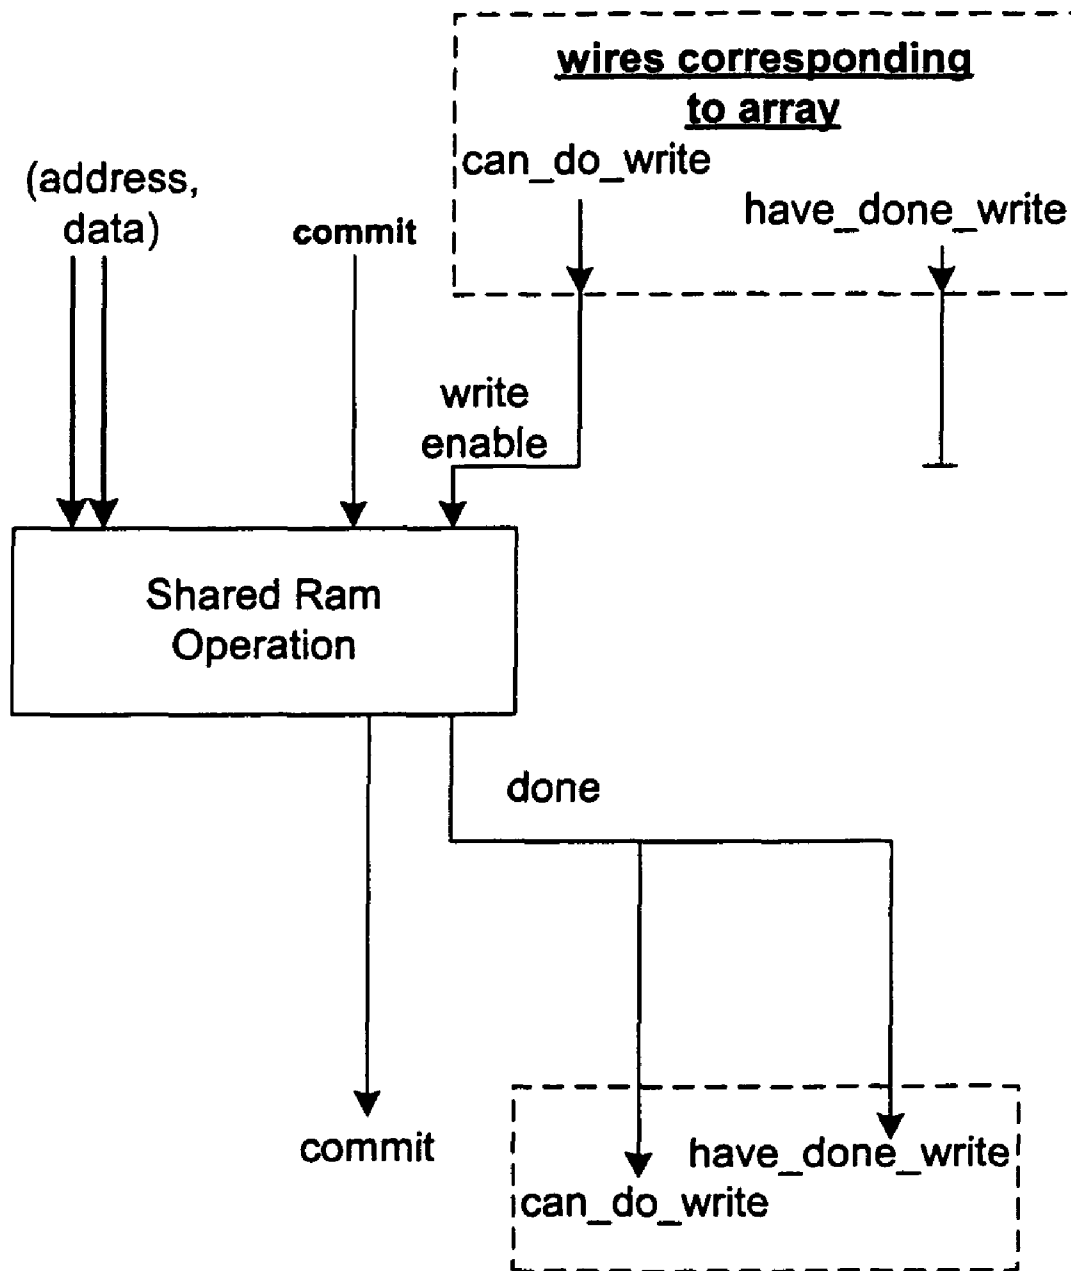 wires corresponding
to array
can_do_write
have_done_write
(address,
data)
commit
write
enable
Shared Ram
Operation
done
commit
have_done_write
can_do_write